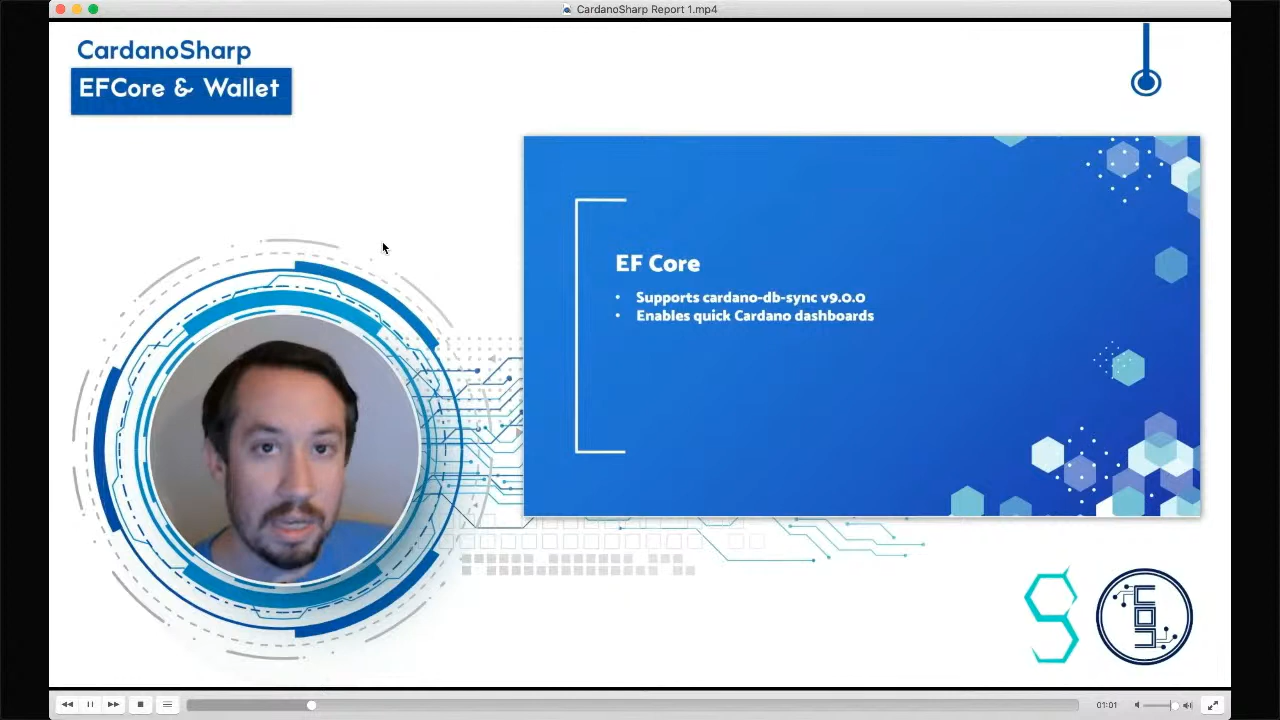 CardanoSharp Report 1.mp4
CardanoSharp
EFCore & Wallet
EF Core
• Supports cardano-db-sync v9.0.0
• Enables quick Cardano dashboards
01:01